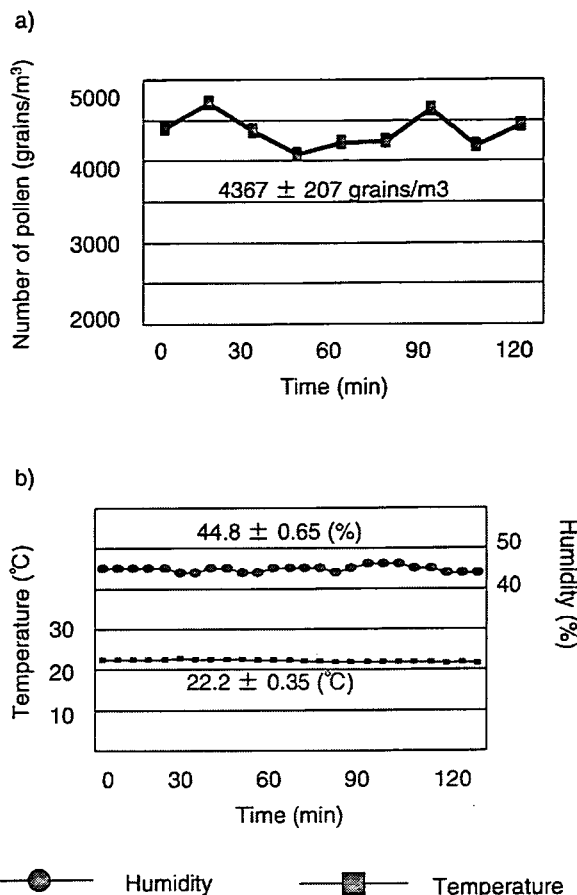 a)
Number of pollen (grains/m³)
5000
4000
3000
2000
4367 ± 207 grains/m3
0 30 60 90 120
Time (min)
b)
Temperature (℃)
30
20
10
44.8 ± 0.65 (%)
22.2 ± 0.35 (℃)
50
40
Humidity (%)
0 30 60 90 120
Time (min)
Humidity Temperature